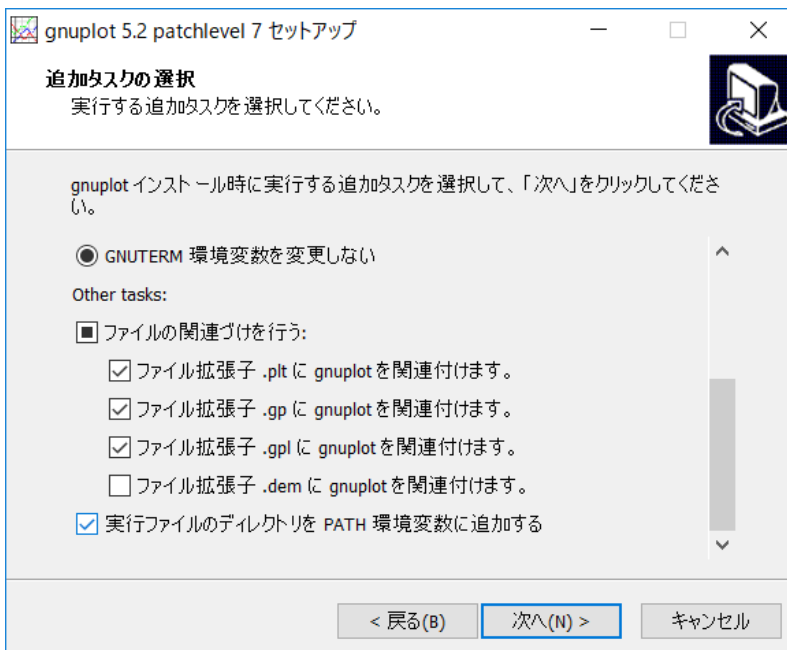 gnuplot 5.2 patchlevel 7 セットアップ
追加タスクの選択
実行する追加タスクを選択してください。
gnuplot インストール時に実行する追加タスクを選択して、「次へ」をクリックしてくださ
い。
GNUTERM 環境変数を変更しない
Other tasks:
ファイルの関連づけを行う:
ファイル拡張子 .plt に gnuplot を関連付けます。
ファイル拡張子 .gp に gnuplot を関連付けます。
ファイル拡張子 .gpl に gnuplot を関連付けます。
ファイル拡張子 .dem に gnuplot を関連付けます。
実行ファイルのディレクトリを PATH 環境変数に追加する
< 戻る(B) 次へ(N) > キャンセル